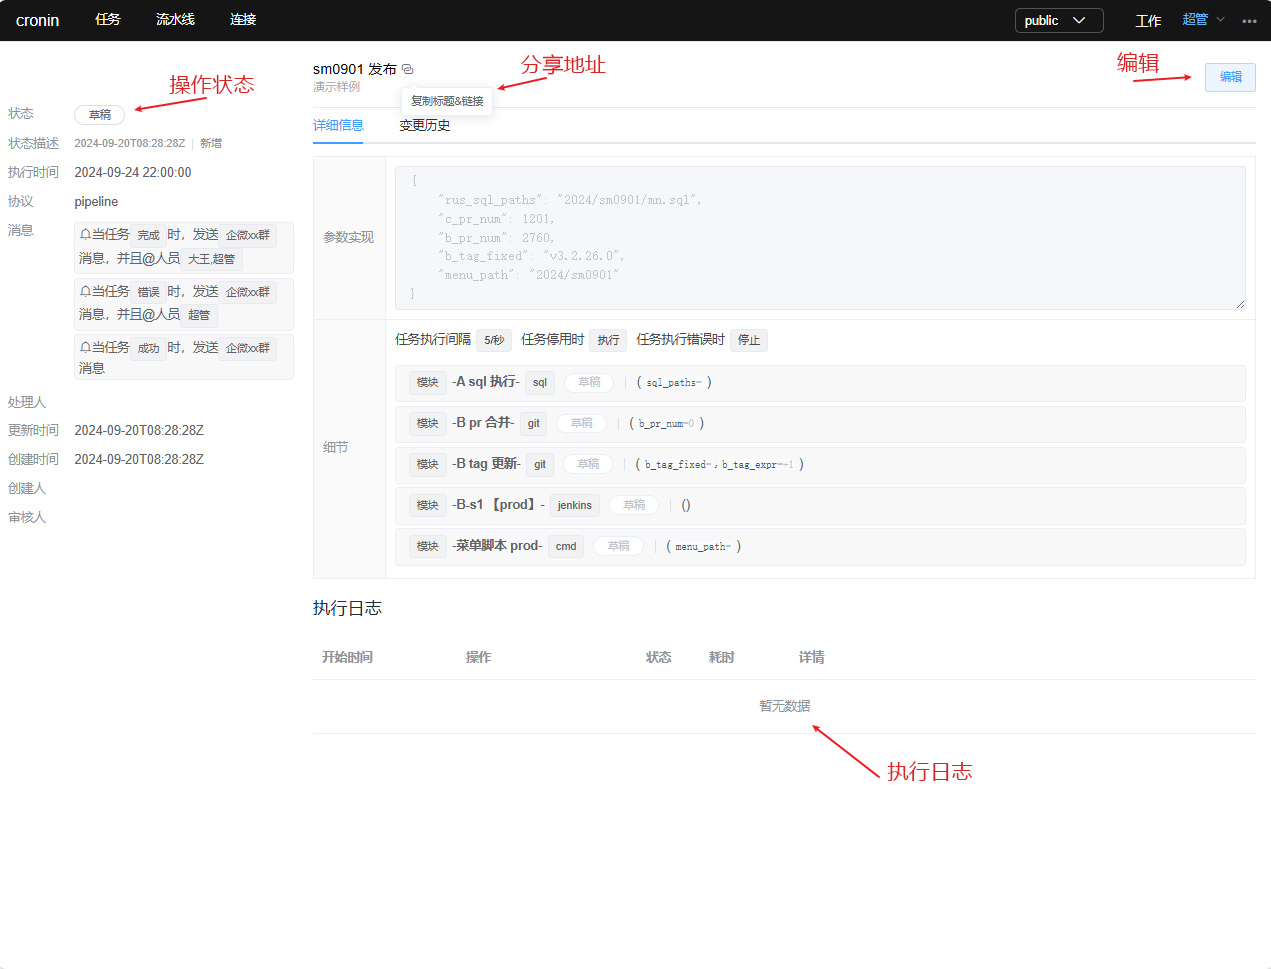 cronin 任务 流水线 连接 public 工作 超管
操作状态
状态 草稿
状态描述 2024-09-20T08:28:28Z | 新增
执行时间 2024-09-24 22:00:00
协议 pipeline
消息 当任务 完成 时，发送 企微xx群
消息，并且@人员 大王,超管
当任务 错误 时，发送 企微xx群
消息，并且@人员 超管
当任务 成功 时，发送 企微xx群
消息
处理人
更新时间 2024-09-20T08:28:28Z
创建时间 2024-09-20T08:28:28Z
创建人
审核人
sm0901 发布
演示样例
分享地址
复制标题&链接
编辑
编辑
详细信息 变更历史
参数实现
{
"rus_sql_paths": "2024/sm0901/mn.sql",
"c_pr_num": 1201,
"b_pr_num": 2760,
"b_tag_fixed": "v3.2.26.0",
"menu_path": "2024/sm0901"
}
细节
任务执行间隔 5/秒 任务停用时 执行 任务执行错误时 停止
模块 -A sql 执行- sql 草稿 | ( sql_paths= )
模块 -B pr 合并- git 草稿 | ( b_pr_num=0 )
模块 -B tag 更新- git 草稿 | ( b_tag_fixed= , b_tag_expr=+1 )
模块 -B-s1 【prod】- jenkins 草稿 | ()
模块 -菜单脚本 prod- cmd 草稿 | ( menu_path= )
执行日志
开始时间 操作 状态 耗时 详情
暂无数据
执行日志